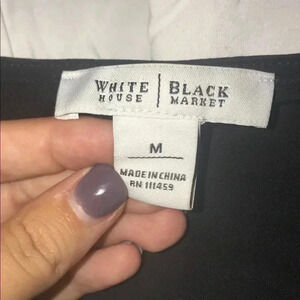 WHITE | BLACK
HOUSE | MARKET
M
MADE IN CHINA
RN 111459